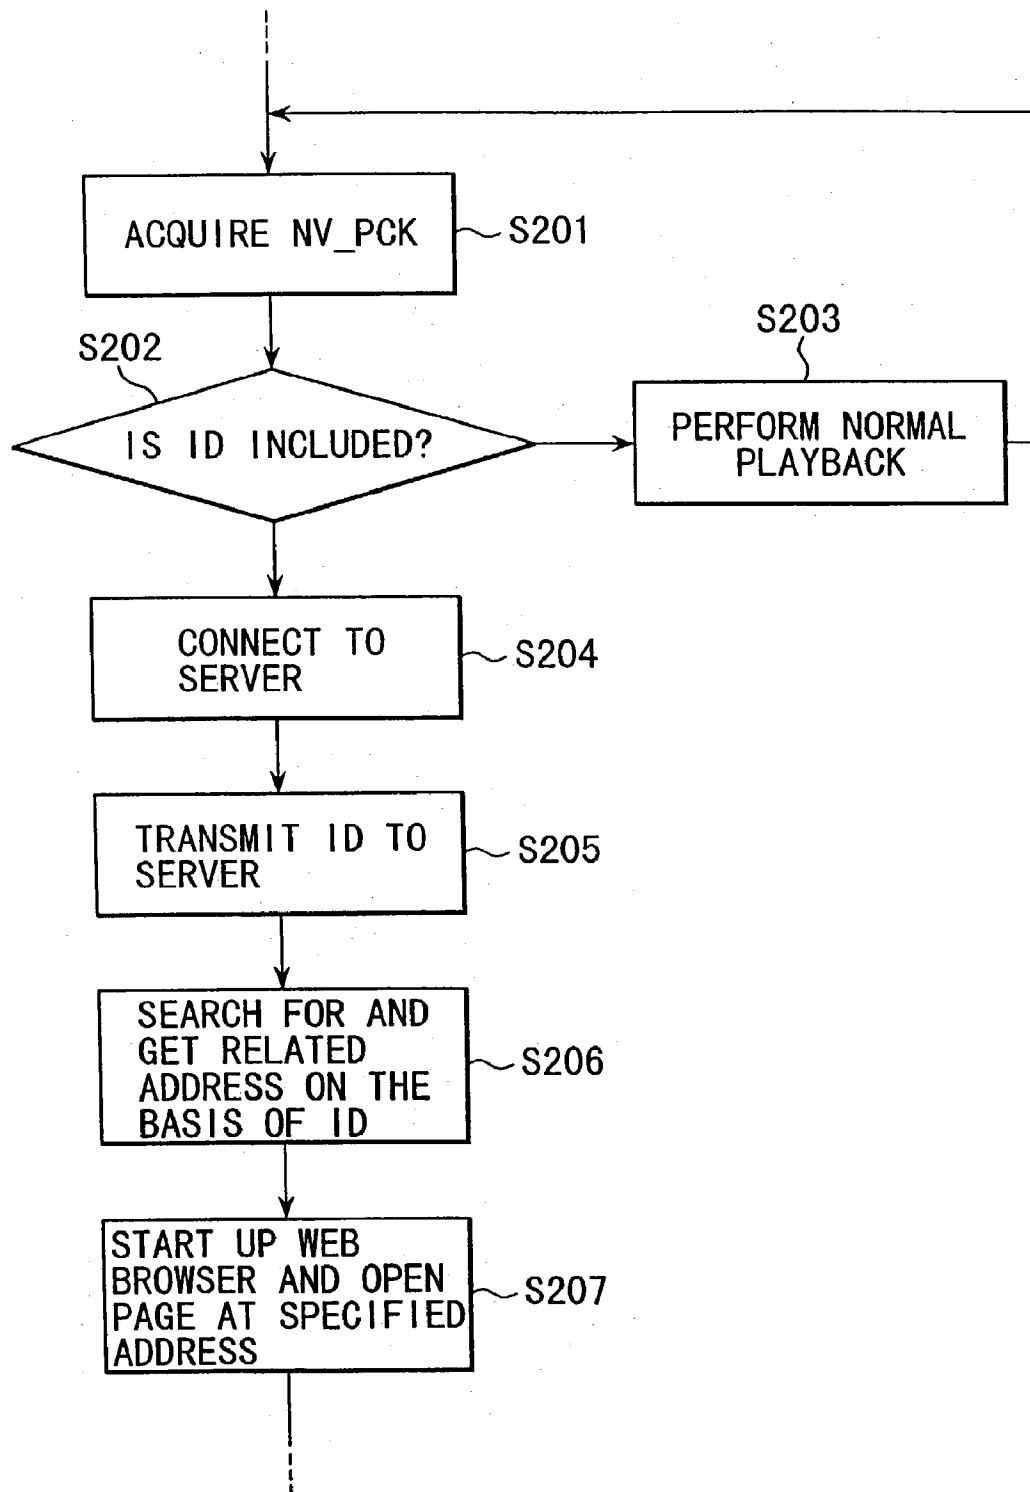 ACQUIRE NV_PCK
S201
S202
IS ID INCLUDED?
S203
PERFORM NORMAL
PLAYBACK
CONNECT TO
SERVER
S204
TRANSMIT ID TO
SERVER
S205
SEARCH FOR AND
GET RELATED
ADDRESS ON THE
BASIS OF ID
S206
START UP WEB
BROWSER AND OPEN
PAGE AT SPECIFIED
ADDRESS
S207